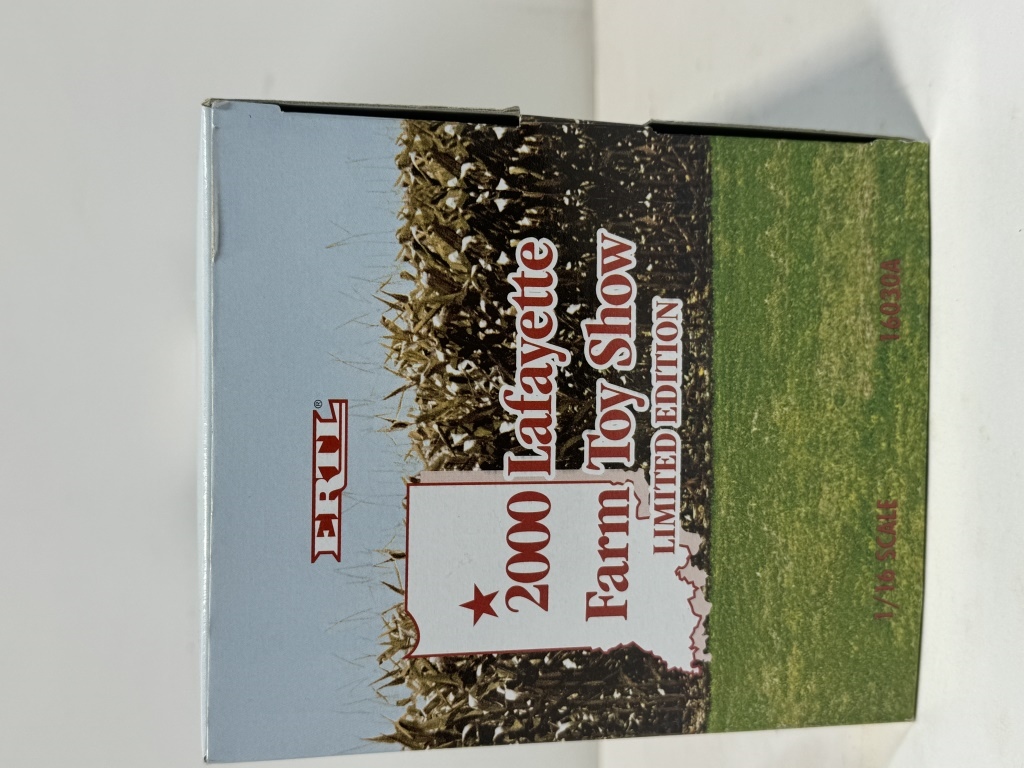 ERTL®
2000 Lafayette
Farm Toy Show
LIMITED EDITION
1/16 SCALE
16030A